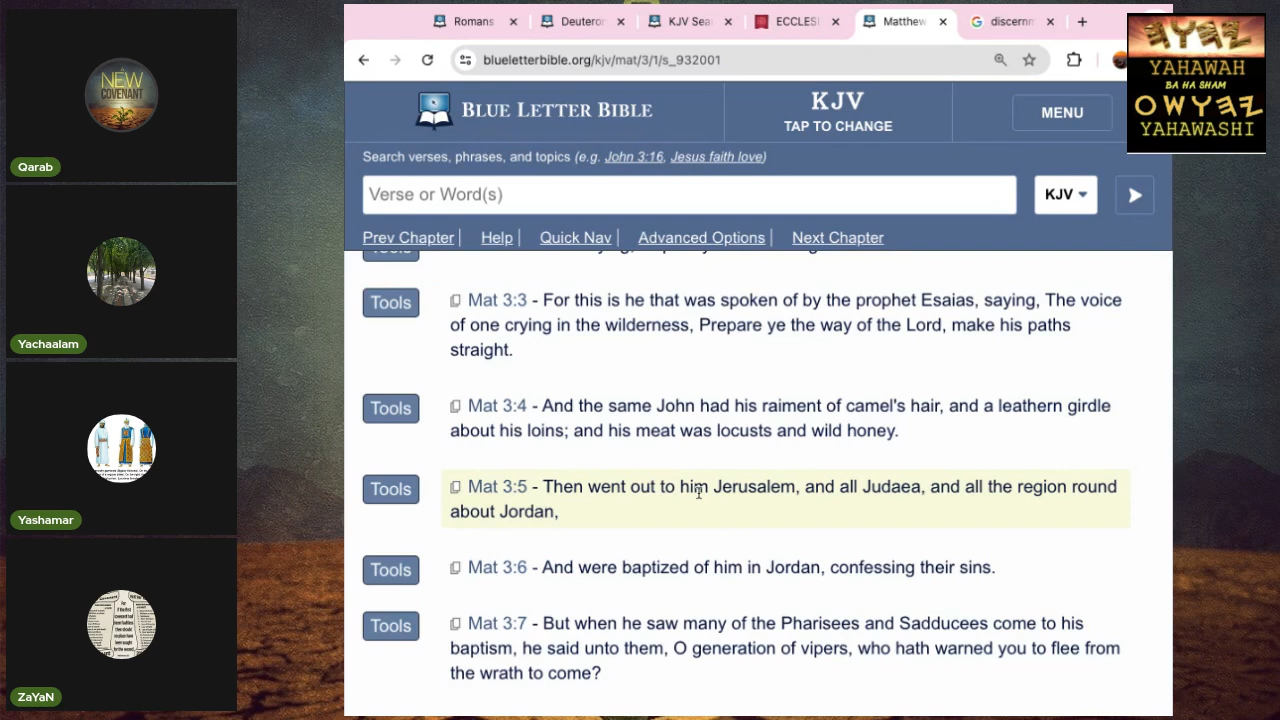 Romans
Deuteron
KJV Sea
ECCLESI
Matthew
discernm
blueletterbible.org/kjv/mat/3/1/s_932001
BLUE LETTER BIBLE
KJV
TAP TO CHANGE
MENU
Search verses, phrases, and topics (e.g. John 3:16, Jesus faith love)
Verse or Word(s)
KJV
Prev Chapter | Help | Quick Nav | Advanced Options | Next Chapter
Tools
Tools
Mat 3:3 - For this is he that was spoken of by the prophet Esaias, saying, The voice
of one crying in the wilderness, Prepare ye the way of the Lord, make his paths
straight.
Tools
Mat 3:4 - And the same John had his raiment of camel's hair, and a leathern girdle
about his loins; and his meat was locusts and wild honey.
Tools
Mat 3:5 - Then went out to him Jerusalem, and all Judaea, and all the region round
about Jordan,
Tools
Mat 3:6 - And were baptized of him in Jordan, confessing their sins.
Tools
Mat 3:7 - But when he saw many of the Pharisees and Sadducees come to his
baptism, he said unto them, O generation of vipers, who hath warned you to flee from
the wrath to come?
NEW
COVENANT
Qarab
Yachaalam
Yashamar
ZaYaN
YAHAWAH
BA HA SHAM
YAHAWASHI